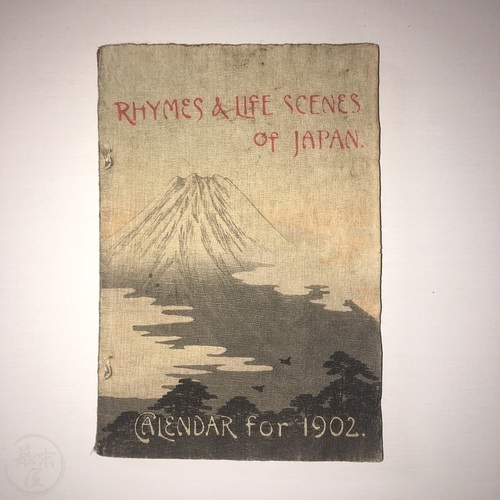 RHYMES & LIFE SCENES
OF JAPAN.
CALENDAR for 1902.